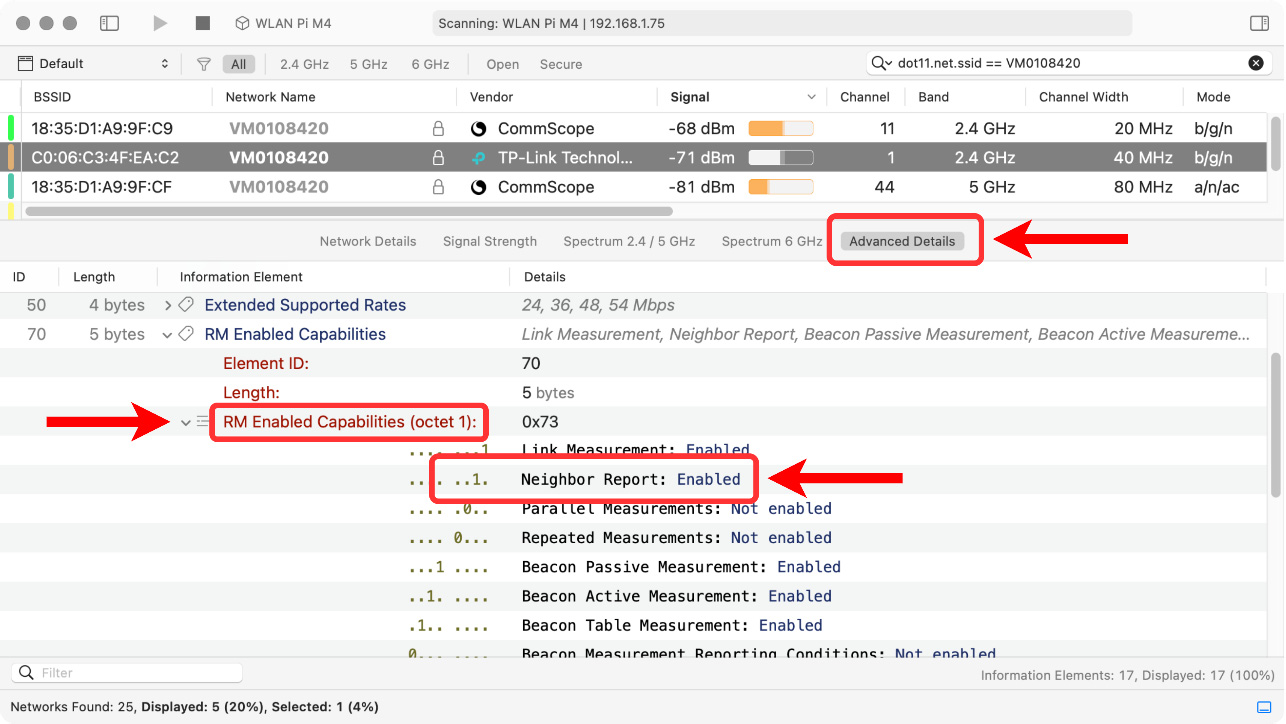 WLAN Pi M4 Scanning: WLAN Pi M4 | 192.168.1.75
Default All 2.4 GHz 5 GHz 6 GHz Open Secure dot11.net.ssid == VM0108420
BSSID Network Name Vendor Signal Channel Band Channel Width Mode
18:35:D1:A9:9F:C9 VM0108420 CommScope -68 dBm 11 2.4 GHz 20 MHz b/g/n
C0:06:C3:4F:EA:C2 VM0108420 TP-Link Technol... -71 dBm 1 2.4 GHz 40 MHz b/g/n
18:35:D1:A9:9F:CF VM0108420 CommScope -81 dBm 44 5 GHz 80 MHz a/n/ac
Network Details Signal Strength Spectrum 2.4 / 5 GHz Spectrum 6 GHz Advanced Details
ID Length Information Element Details
50 4 bytes Extended Supported Rates 24, 36, 48, 54 Mbps
70 5 bytes RM Enabled Capabilities Link Measurement, Neighbor Report, Beacon Passive Measurement, Beacon Active Measureme...
Element ID: 70
Length: 5 bytes
RM Enabled Capabilities (octet 1): 0x73
.... ...1 Link Measurement: Enabled
.... ..1. Neighbor Report: Enabled
.... .0.. Parallel Measurements: Not enabled
.... 0... Repeated Measurements: Not enabled
...1 .... Beacon Passive Measurement: Enabled
..1. .... Beacon Active Measurement: Enabled
.1.. .... Beacon Table Measurement: Enabled
0... .... Beacon Measurement Reporting Conditions: Not enabled
Filter Information Elements: 17, Displayed: 17 (100%)
Networks Found: 25, Displayed: 5 (20%), Selected: 1 (4%)